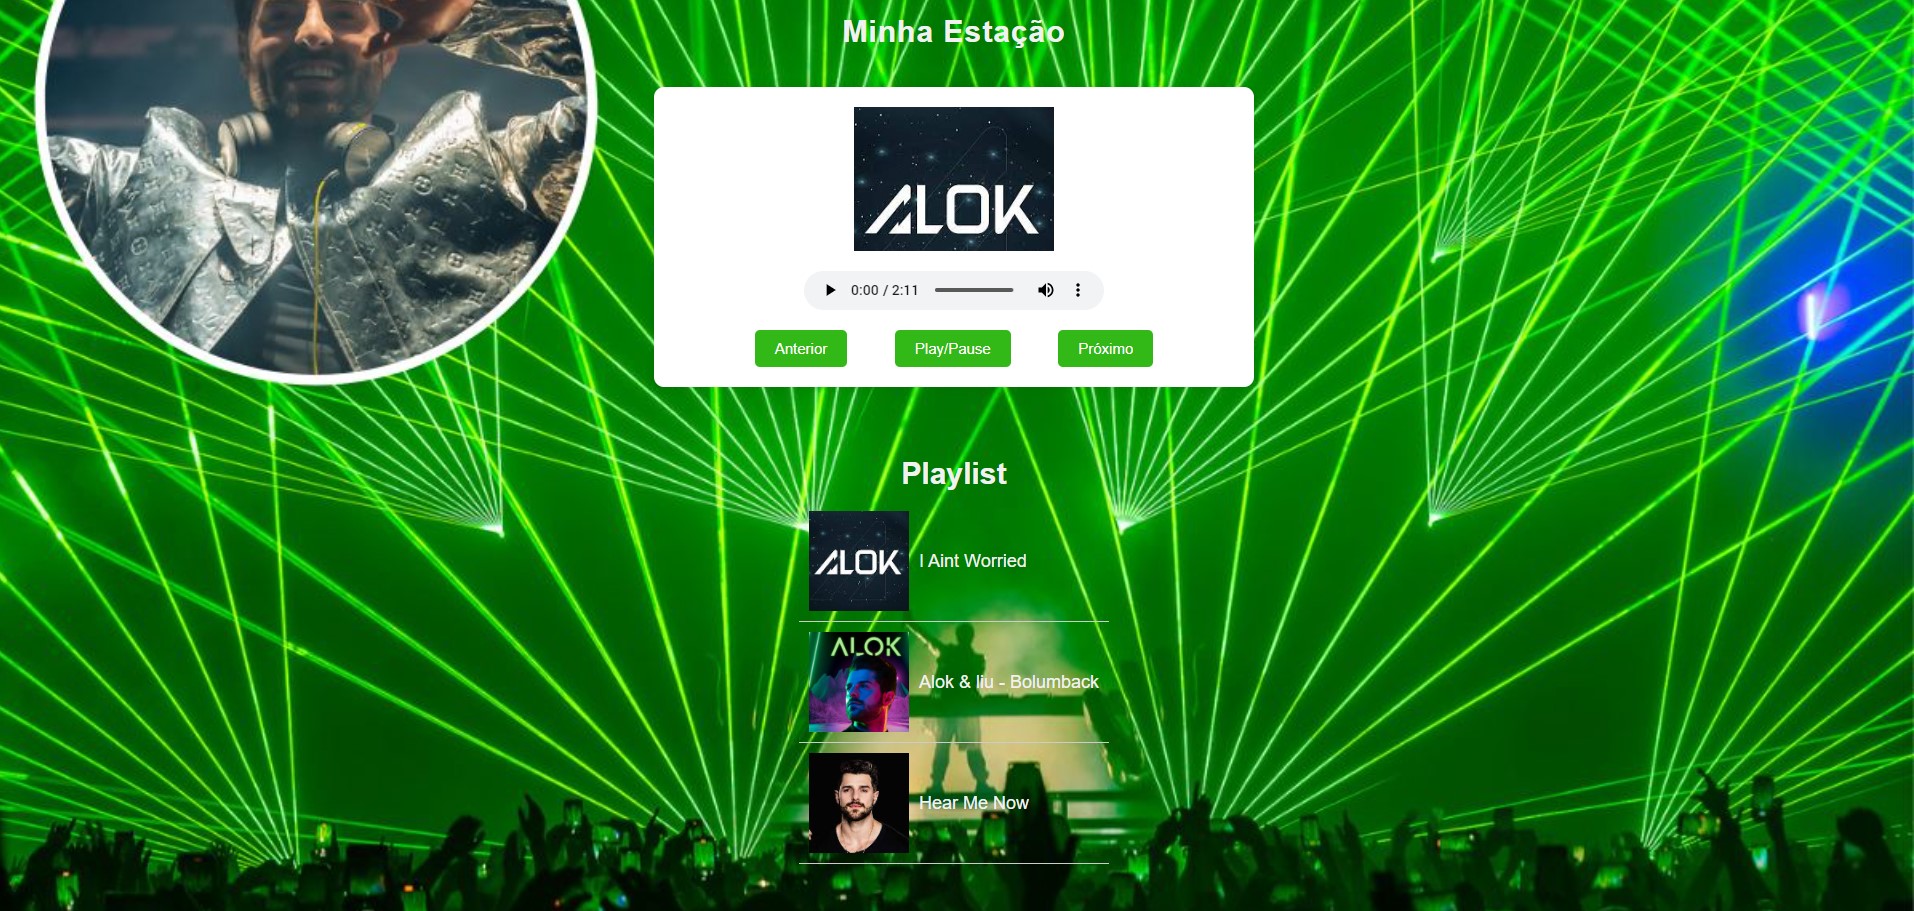 Minha Estação
ALOK
0:00 / 2:11
Anterior
Play/Pause
Próximo
Playlist
ALOK
I Aint Worried
ALOK
Alok & liu - Bolumback
Hear Me Now